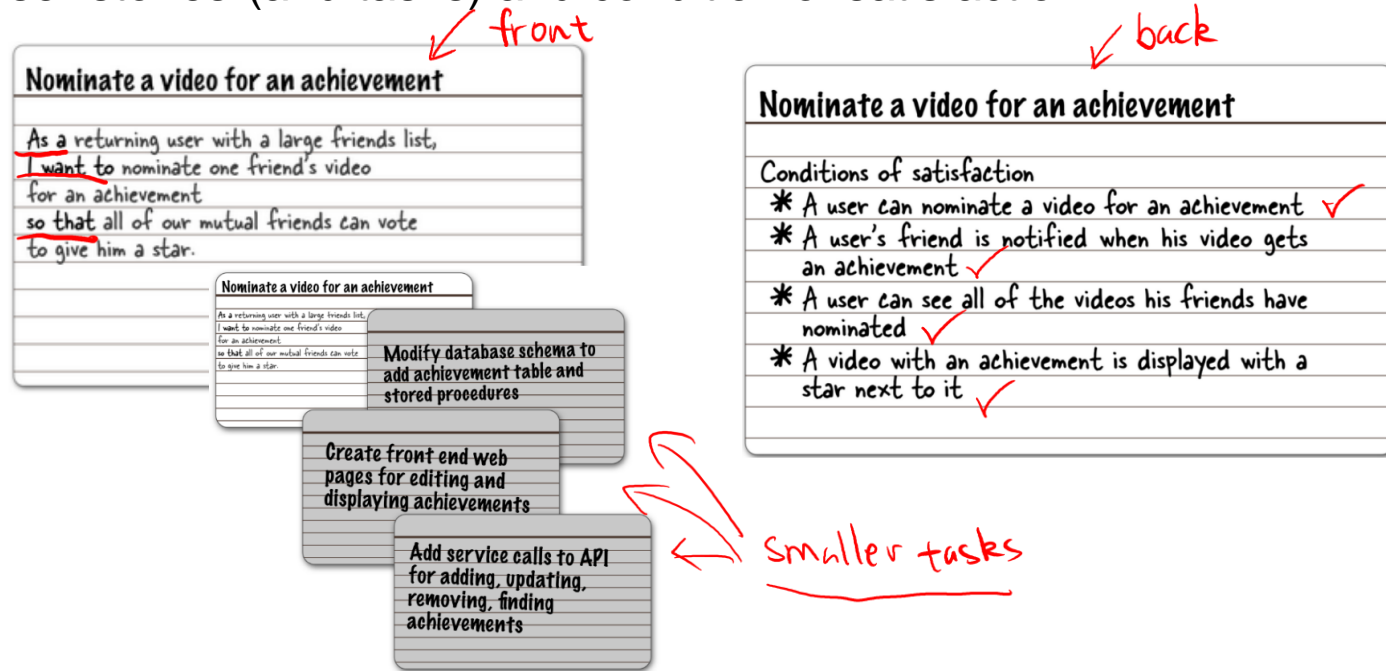 front
back
Nominate a video for an achievement
As a returning user with a large friends list,
I want to nominate one friend's video
for an achievement
so that all of our mutual friends can vote
to give him a star.
Nominate a video for an achievement
Conditions of satisfaction
* A user can nominate a video for an achievement
* A user's friend is notified when his video gets
an achievement
* A user can see all of the videos his friends have
nominated
* A video with an achievement is displayed with a
star next to it
Nominate a video for an achievement
As a returning user with a large friends list,
I want to nominate one friend's video
for an achievement
so that all of our mutual friends can vote
to give him a star.
Modify database schema to
add achievement table and
stored procedures
Create front end web
pages for editing and
displaying achievements
Add service calls to API
for adding, updating,
removing, finding
achievements
smaller tasks